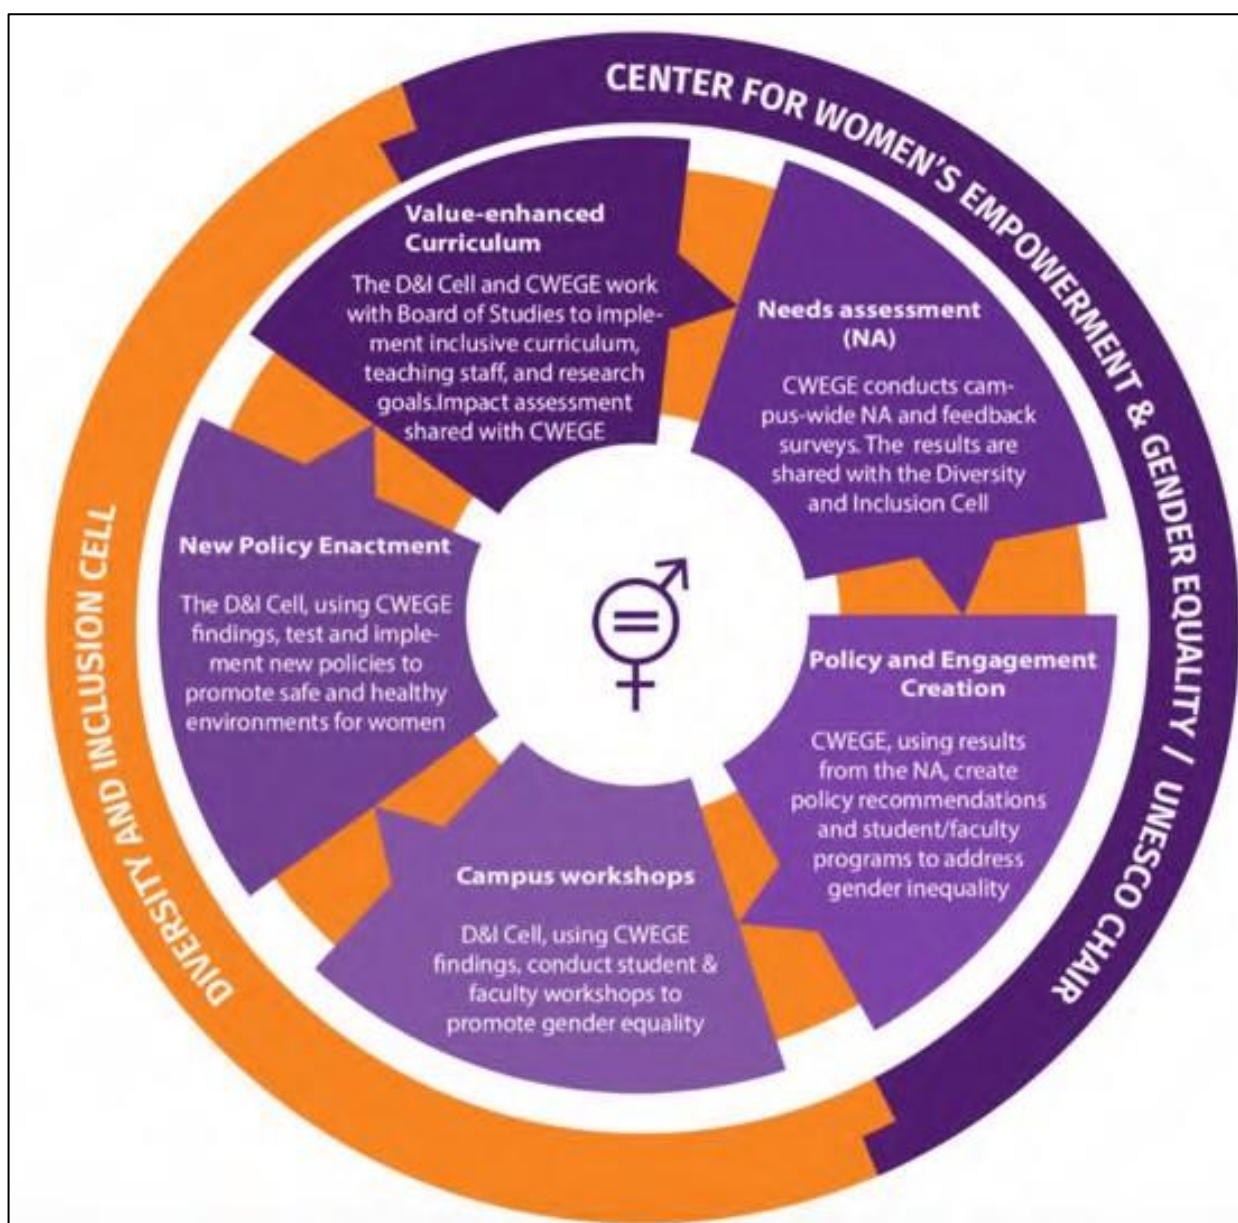 CENTER FOR WOMEN'S EMPOWERMENT & GENDER EQUALITY / UNESCO CHAIR
DIVERSITY AND INCLUSION CELL
Value-enhanced
Curriculum
The D&I Cell and CWEGE work
with Board of Studies to imple-
ment inclusive curriculum,
teaching staff, and research
goals.Impact assessment
shared with CWEGE
Needs assessment
(NA)
CWEGE conducts cam-
pus-wide NA and feedback
surveys. The results are
shared with the Diversity
and Inclusion Cell
Policy and Engagement
Creation
CWEGE, using results
from the NA, create
policy recommendations
and student/faculty
programs to address
gender inequality
Campus workshops
D&I Cell, using CWEGE
findings, conduct student &
faculty workshops to
promote gender equality
New Policy Enactment
The D&I Cell, using CWEGE
findings, test and imple-
ment new policies to
promote safe and healthy
environments for women